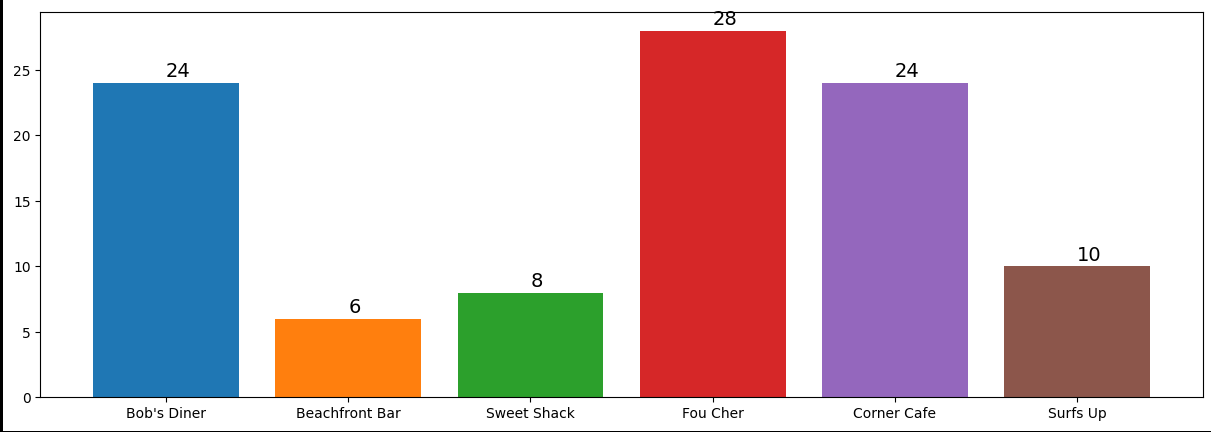 28
24
24
10
8
6
25
20
15
10
5
0
Bob's Diner
Beachfront Bar
Sweet Shack
Fou Cher
Corner Cafe
Surfs Up